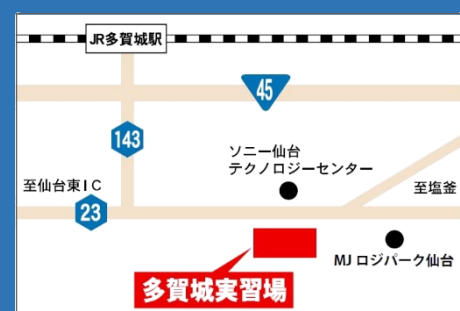 JR多賀城駅
45
143
ソニー仙台
テクノロジーセンター
至仙台東IC
至塩釜
23
MJ ロジパーク仙台
多賀城実習場